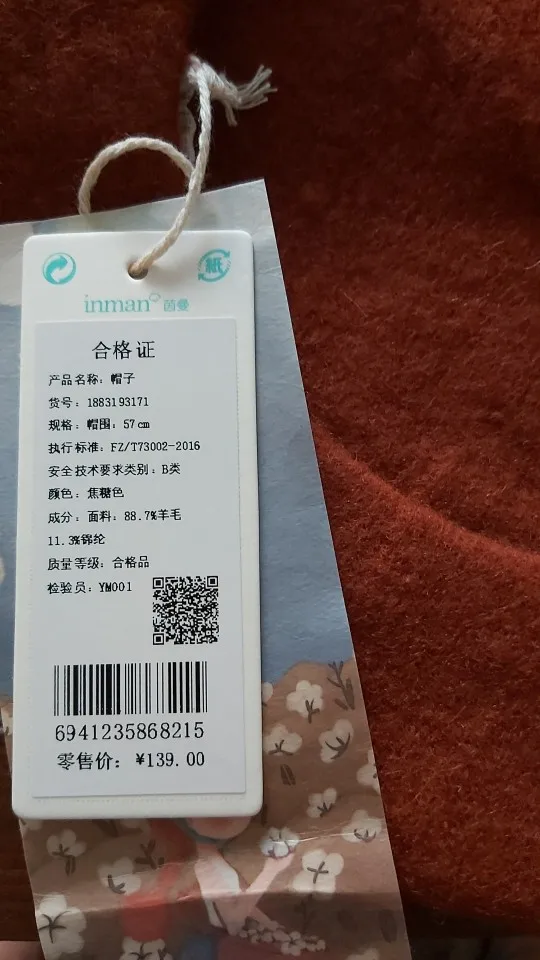 紙
inman 茵曼
合格证
产品名称：帽子
货号：1883193171
规格：帽围：57cm
执行标准：FZ/T73002-2016
安全技术要求类别：B类
颜色：焦糖色
成分：面料：88.7%羊毛
11.3%锦纶
质量等级：合格品
检验员：YM001
6941235868215
零售价：¥139.00